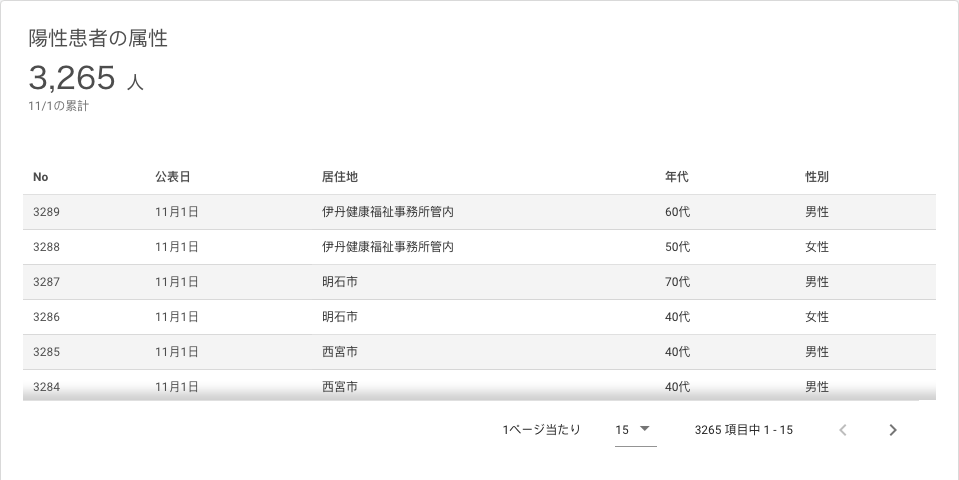 陽性患者の属性
3,265 人
11/1の累計
No 公表日 居住地 年代 性別
3289 11月1日 伊丹健康福祉事務所管内 60代 男性
3288 11月1日 伊丹健康福祉事務所管内 50代 女性
3287 11月1日 明石市 70代 男性
3286 11月1日 明石市 40代 女性
3285 11月1日 西宮市 40代 男性
3284 11月1日 西宮市 40代 男性
1ページ当たり 15 3265 項目中 1 - 15